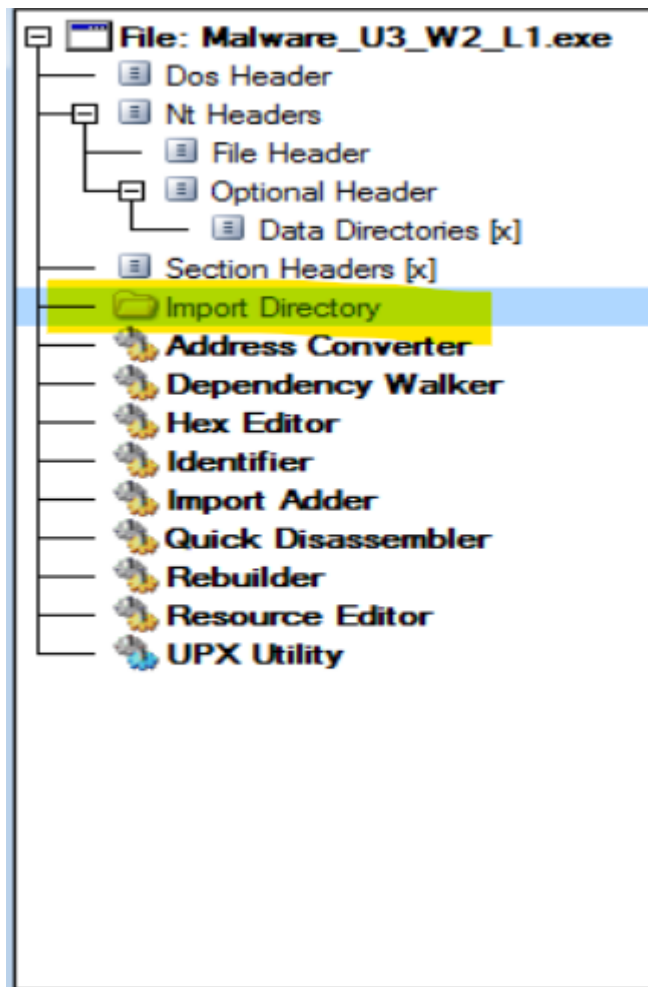 File: Malware_U3_W2_L1.exe
Dos Header
Nt Headers
File Header
Optional Header
Data Directories [x]
Section Headers [x]
Import Directory
Address Converter
Dependency Walker
Hex Editor
Identifier
Import Adder
Quick Disassembler
Rebuilder
Resource Editor
UPX Utility